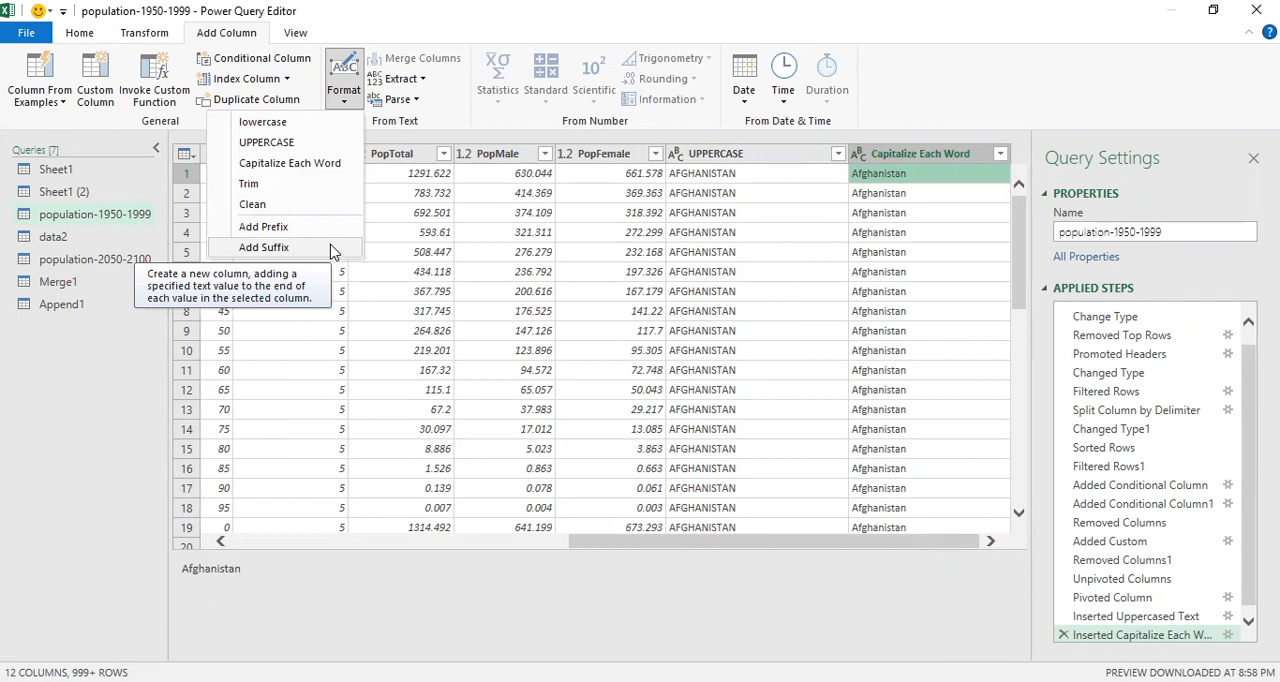 population-1950-1999 - Power Query Editor
File Home Transform Add Column View
Column From Examples
Custom Column
Invoke Custom Function
Conditional Column
Index Column
Duplicate Column
General
Format
Merge Columns
Extract
Parse
From Text
Statistics
Standard
10² Scientific
Trigonometry
Rounding
Information
From Number
Date
Time
Duration
From Date & Time
lowercase
UPPERCASE
Capitalize Each Word
Trim
Clean
Add Prefix
Add Suffix
Create a new column, adding a
specified text value to the end of
each value in the selected column.
Queries [7]
Sheet1
Sheet1 (2)
population-1950-1999
data2
population-2050-2100
Merge1
Append1
PopTotal 1.2 PopMale 1.2 PopFemale ABC UPPERCASE ABC Capitalize Each Word
1 1291.622 630.044 661.578 AFGHANISTAN Afghanistan
2 783.732 414.369 369.363 AFGHANISTAN Afghanistan
3 692.501 374.109 318.392 AFGHANISTAN Afghanistan
4 593.61 321.311 272.299 AFGHANISTAN Afghanistan
5 508.447 276.279 232.168 AFGHANISTAN Afghanistan
5 434.118 236.792 197.326 AFGHANISTAN Afghanistan
5 367.795 200.616 167.179 AFGHANISTAN Afghanistan
8 45 5 317.745 176.525 141.22 AFGHANISTAN Afghanistan
9 50 5 264.826 147.126 117.7 AFGHANISTAN Afghanistan
10 55 5 219.201 123.896 95.305 AFGHANISTAN Afghanistan
11 60 5 167.32 94.572 72.748 AFGHANISTAN Afghanistan
12 65 5 115.1 65.057 50.043 AFGHANISTAN Afghanistan
13 70 5 67.2 37.983 29.217 AFGHANISTAN Afghanistan
14 75 5 30.097 17.012 13.085 AFGHANISTAN Afghanistan
15 80 5 8.886 5.023 3.863 AFGHANISTAN Afghanistan
16 85 5 1.526 0.863 0.663 AFGHANISTAN Afghanistan
17 90 5 0.139 0.078 0.061 AFGHANISTAN Afghanistan
18 95 5 0.007 0.004 0.003 AFGHANISTAN Afghanistan
19 0 5 1314.492 641.199 673.293 AFGHANISTAN Afghanistan
20
Afghanistan
Query Settings
PROPERTIES
Name
population-1950-1999
All Properties
APPLIED STEPS
Change Type
Removed Top Rows
Promoted Headers
Changed Type
Filtered Rows
Split Column by Delimiter
Changed Type1
Sorted Rows
Filtered Rows1
Added Conditional Column
Added Conditional Column1
Removed Columns
Added Custom
Removed Columns1
Unpivoted Columns
Pivoted Column
Inserted Uppercased Text
Inserted Capitalize Each W...
12 COLUMNS, 999+ ROWS
PREVIEW DOWNLOADED AT 8:58 PM